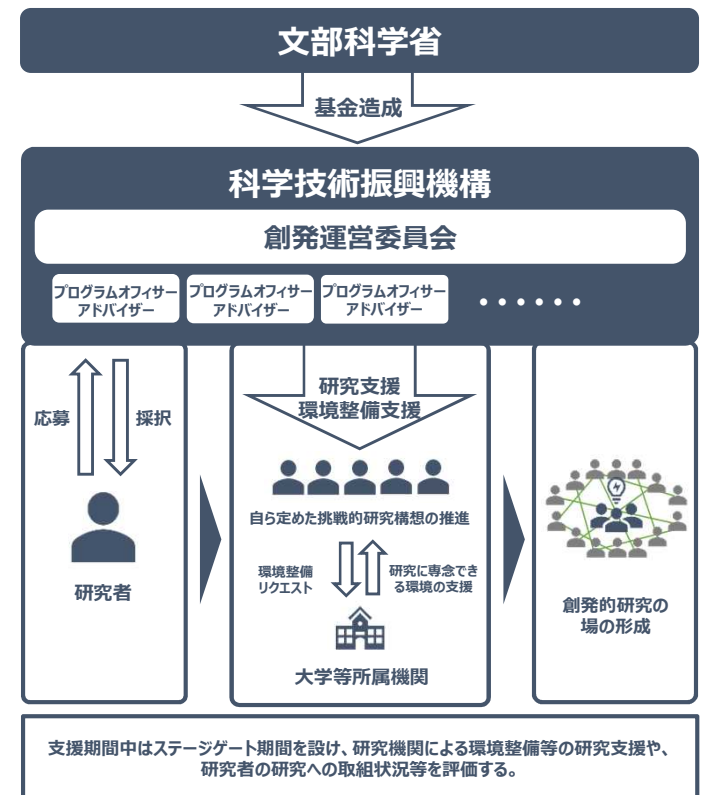 文部科学省
基金造成
科学技術振興機構
創発運営委員会
プログラムオフィサー
アドバイザー
プログラムオフィサー
アドバイザー
プログラムオフィサー
アドバイザー
・・・・・・
応募
採択
研究者
研究支援
環境整備支援
自ら定めた挑戦的研究構想の推進
環境整備
リクエスト
研究に専念でき
る環境の支援
大学等所属機関
創発的研究の
場の形成
支援期間中はステージゲート期間を設け、研究機関による環境整備等の研究支援や、
研究者の研究への取組状況等を評価する。